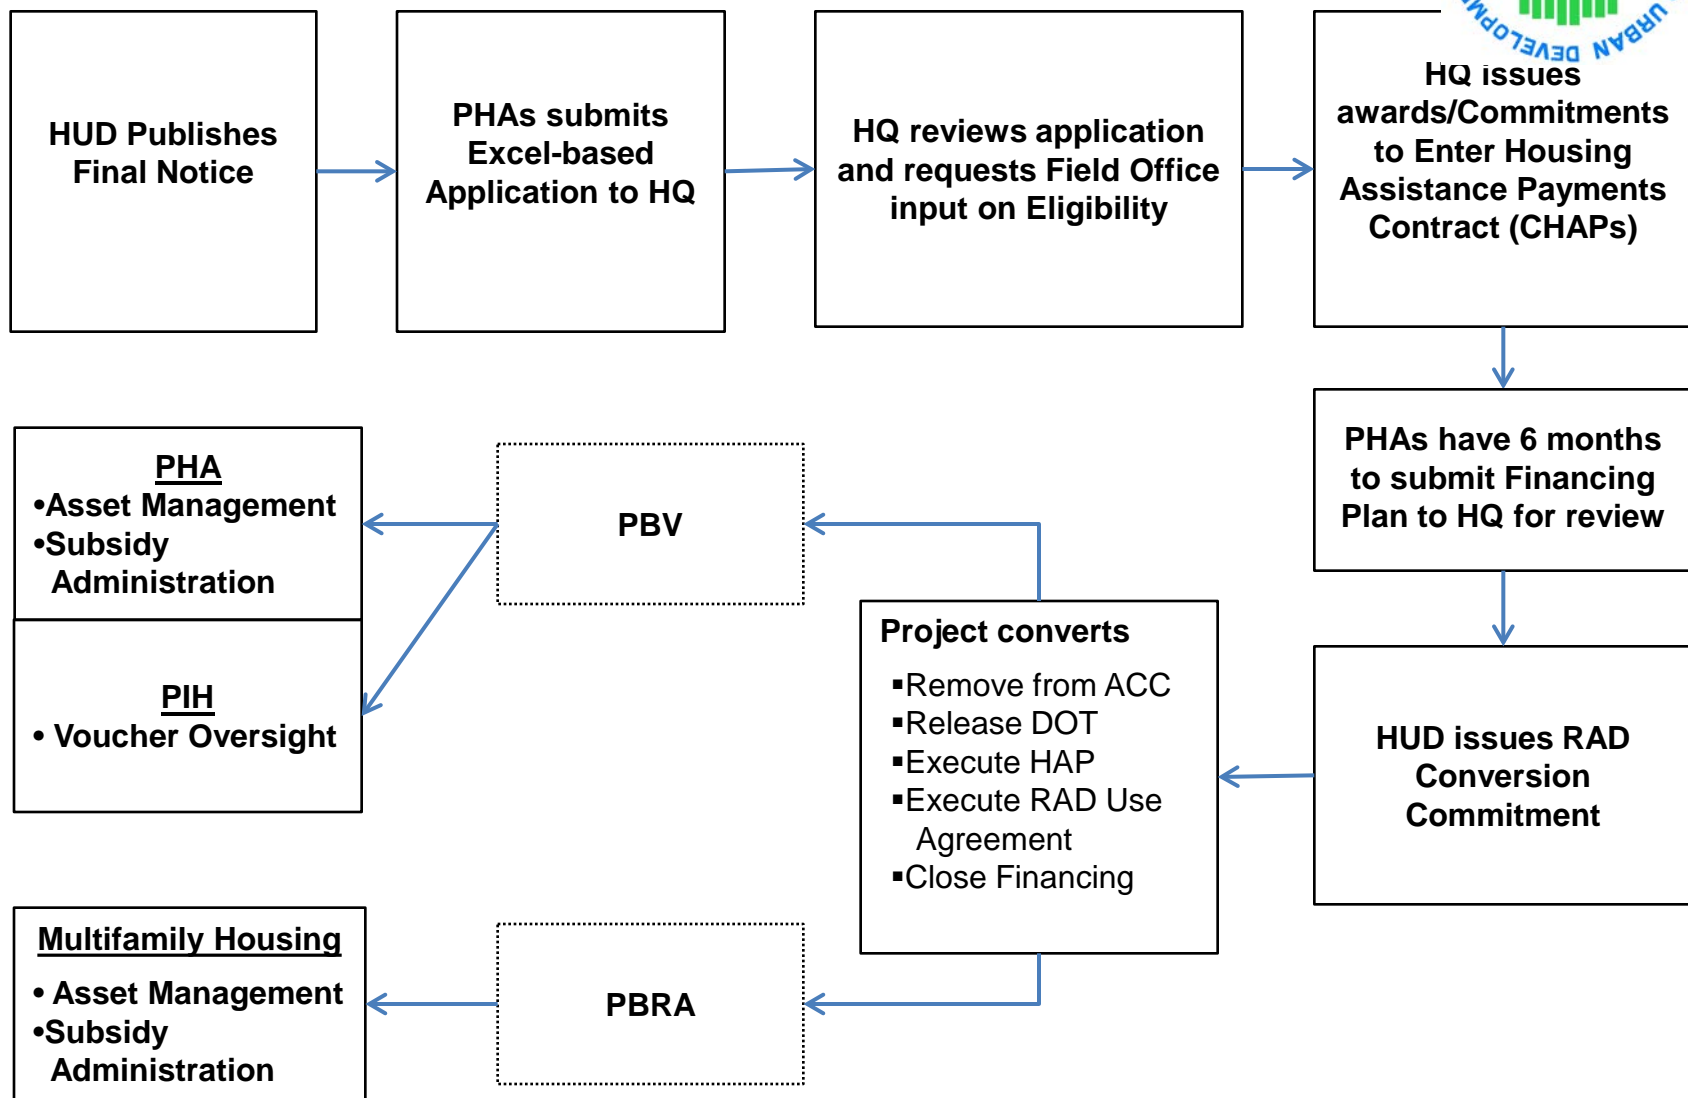 HUD Publishes
Final Notice
PHAs submits
Excel-based
Application to HQ
HQ reviews application
and requests Field Office
input on Eligibility
URBAN DEVELOPM
HQ issues
awards/Commitments
to Enter Housing
Assistance Payments
Contract (CHAPs)
PHAs have 6 months
to submit Financing
Plan to HQ for review
HUD issues RAD
Conversion
Commitment
Project converts
▪Remove from ACC
▪Release DOT
▪Execute HAP
▪Execute RAD Use
Agreement
▪Close Financing
PBV
PHA
•Asset Management
•Subsidy
Administration
PIH
• Voucher Oversight
PBRA
Multifamily Housing
• Asset Management
•Subsidy
Administration